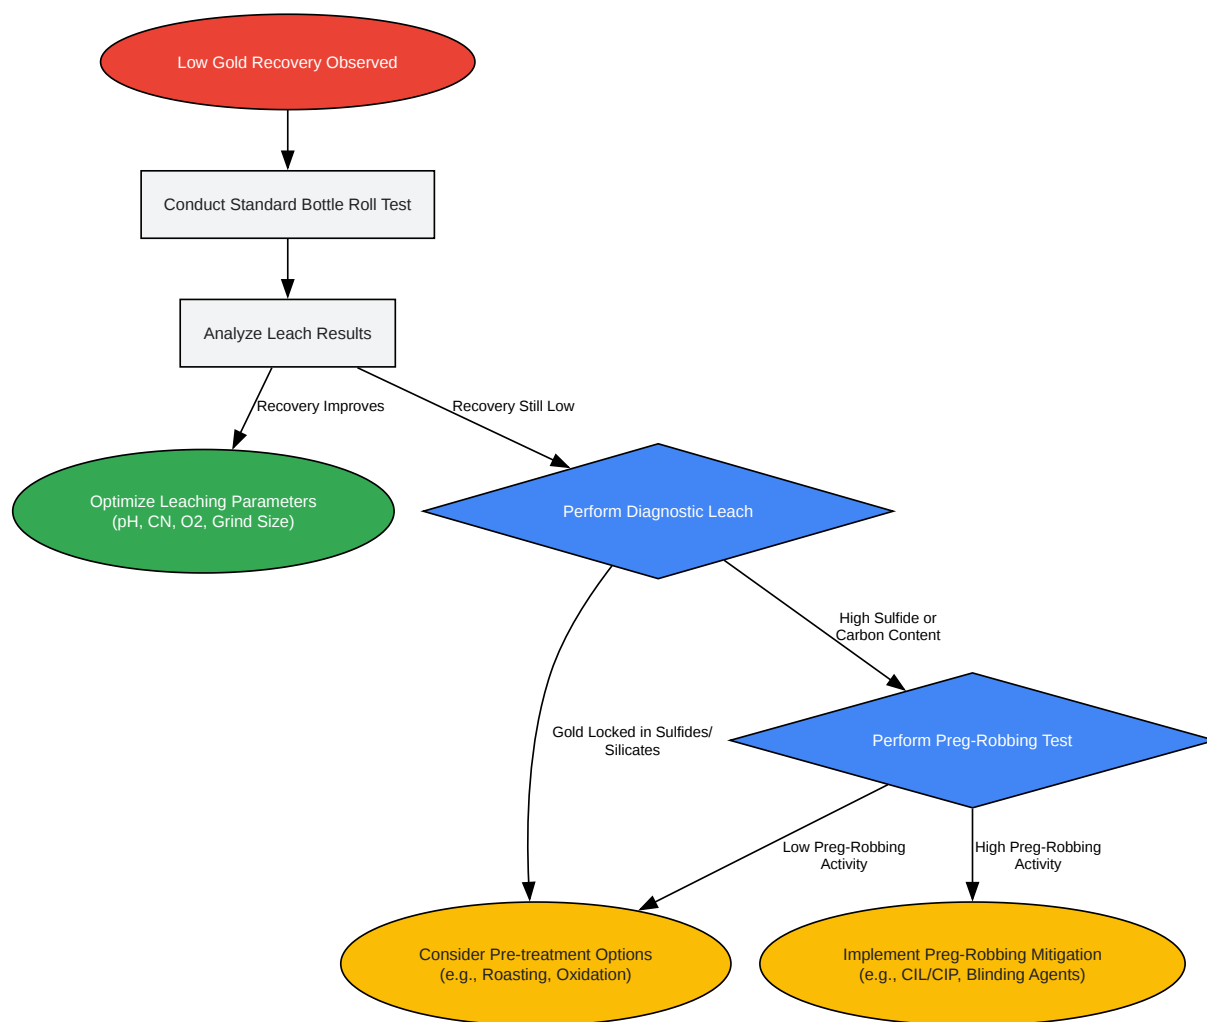 Low Gold Recovery Observed
Conduct Standard Bottle Roll Test
Analyze Leach Results
Recovery Improves
Recovery Still Low
Optimize Leaching Parameters
(pH, CN, O2, Grind Size)
Perform Diagnostic Leach
High Sulfide or
Carbon Content
Gold Locked in Sulfides/
Silicates
Perform Preg-Robbing Test
Low Preg-Robbing
Activity
High Preg-Robbing
Activity
Consider Pre-treatment Options
(e.g., Roasting, Oxidation)
Implement Preg-Robbing Mitigation
(e.g., CIL/CIP, Blinding Agents)